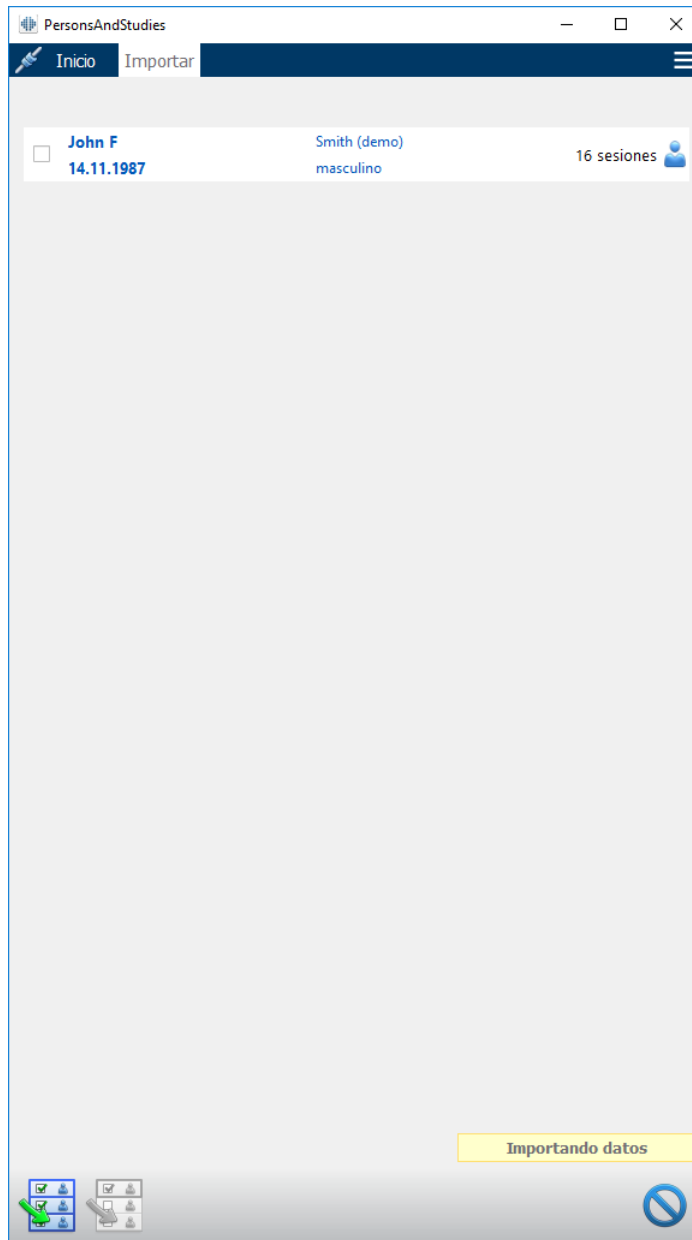 PersonsAndStudies
Inicio Importar
John F Smith (demo)
14.11.1987 masculino
16 sesiones
Importando datos